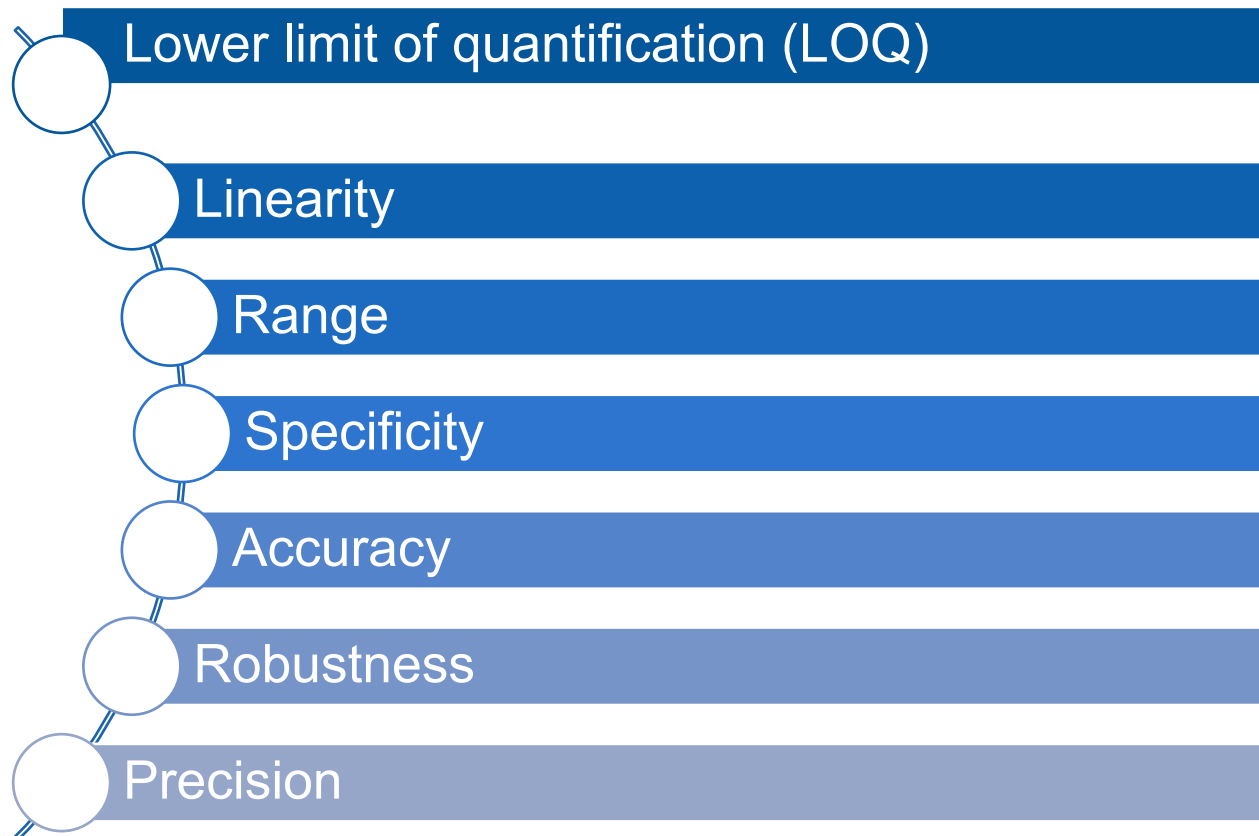 Lower limit of quantification (LOQ)
Linearity
Range
Specificity
Accuracy
Robustness
Precision